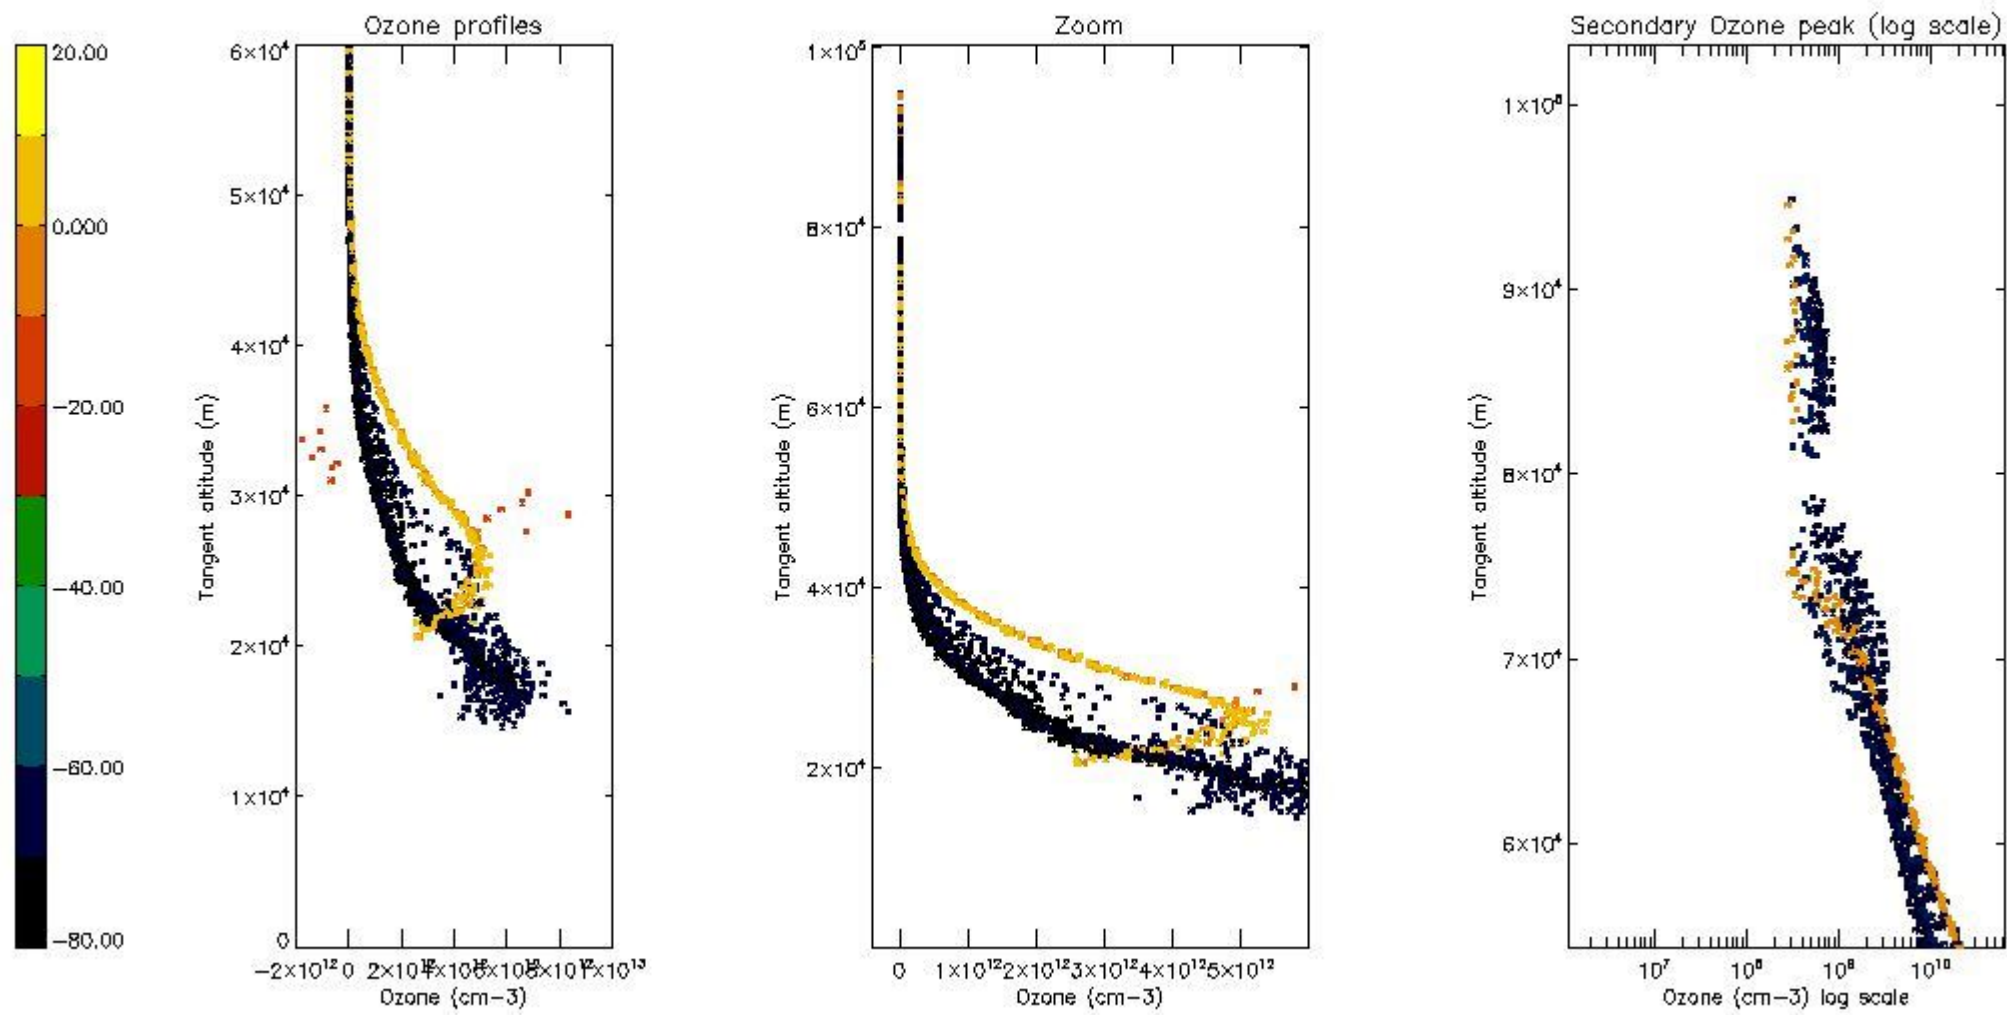 Ozone profiles
Zoom
Secondary Ozone peak (log scale)
20.00
0.000
−20.00
−40.00
−60.00
−80.00
6×10⁴
5×10⁴
4×10⁴
3×10⁴
2×10⁴
1×10⁴
0
Tangent altitude (m)
−2×10¹² 0
Ozone (cm−3)
1×10⁵
8×10⁴
6×10⁴
4×10⁴
2×10⁴
Tangent altitude (m)
0 1×10¹² 2×10¹² 3×10¹² 4×10¹² 5×10¹²
Ozone (cm−3)
9×10⁴
8×10⁴
7×10⁴
6×10⁴
Tangent altitude (m)
10⁷ 10⁸ 10⁹ 10¹⁰
Ozone (cm−3) log scale